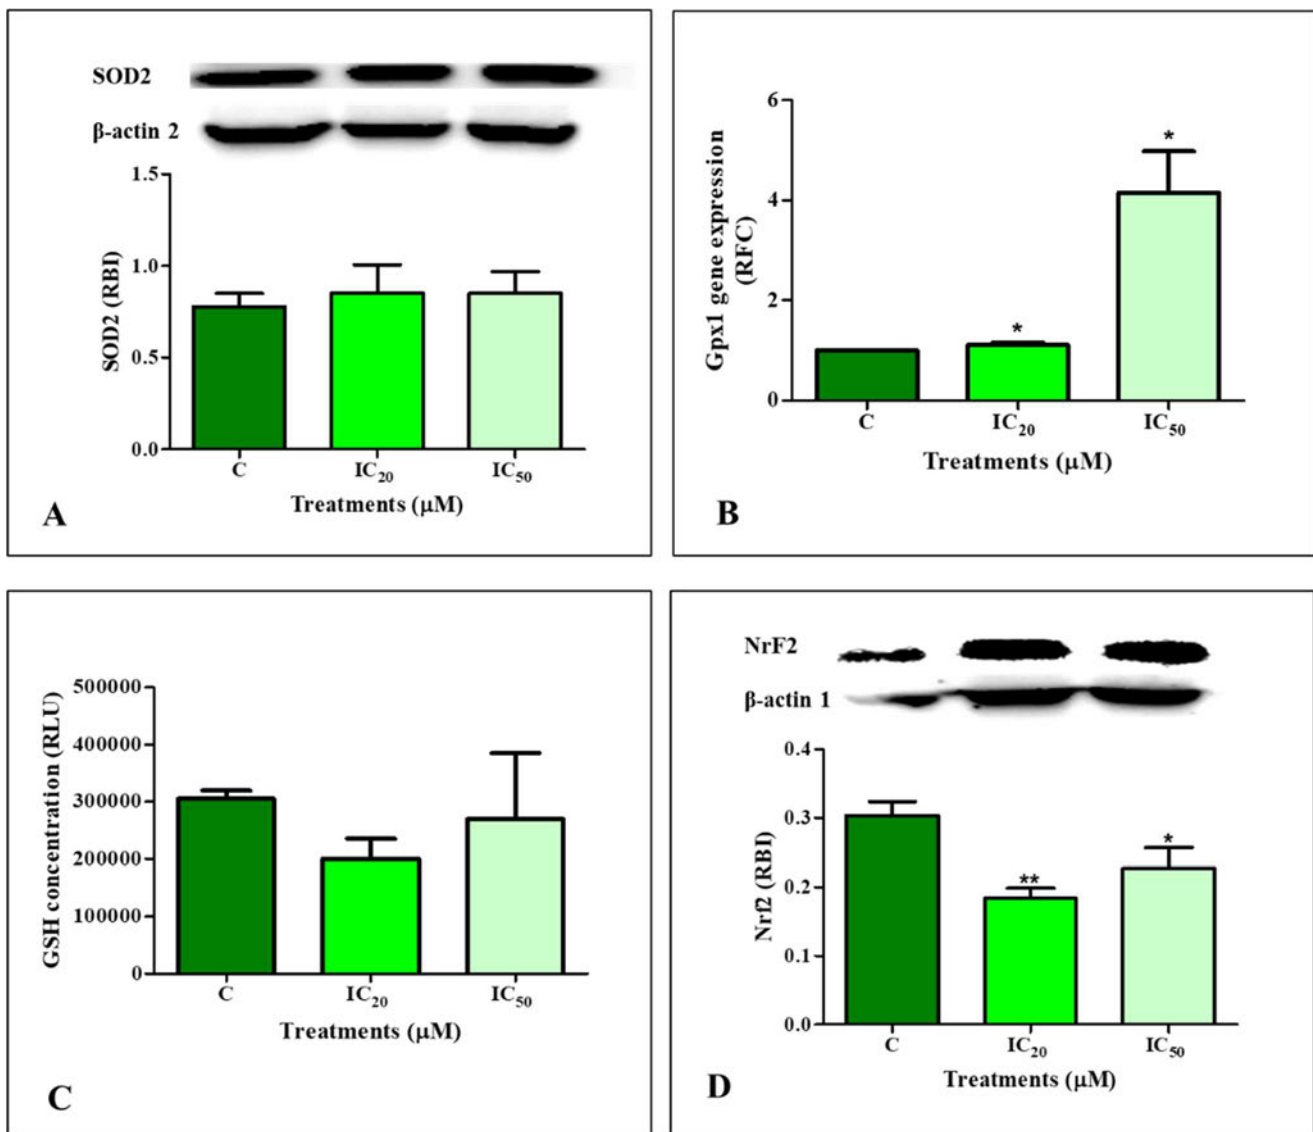 SOD2
β-actin 2
1.5
1.0
0.5
0.0
SOD2 (RBI)
C
IC₂₀
IC₅₀
Treatments (μM)
A
6
4
2
0
Gpx1 gene expression
(RFC)
*
*
C
IC₂₀
IC₅₀
Treatments (μM)
B
500000
400000
300000
200000
100000
0
GSH concentration (RLU)
C
IC₂₀
IC₅₀
Treatments (μM)
C
NrF2
β-actin 1
0.4
0.3
0.2
0.1
0.0
Nrf2 (RBI)
**
*
C
IC₂₀
IC₅₀
Treatments (μM)
D